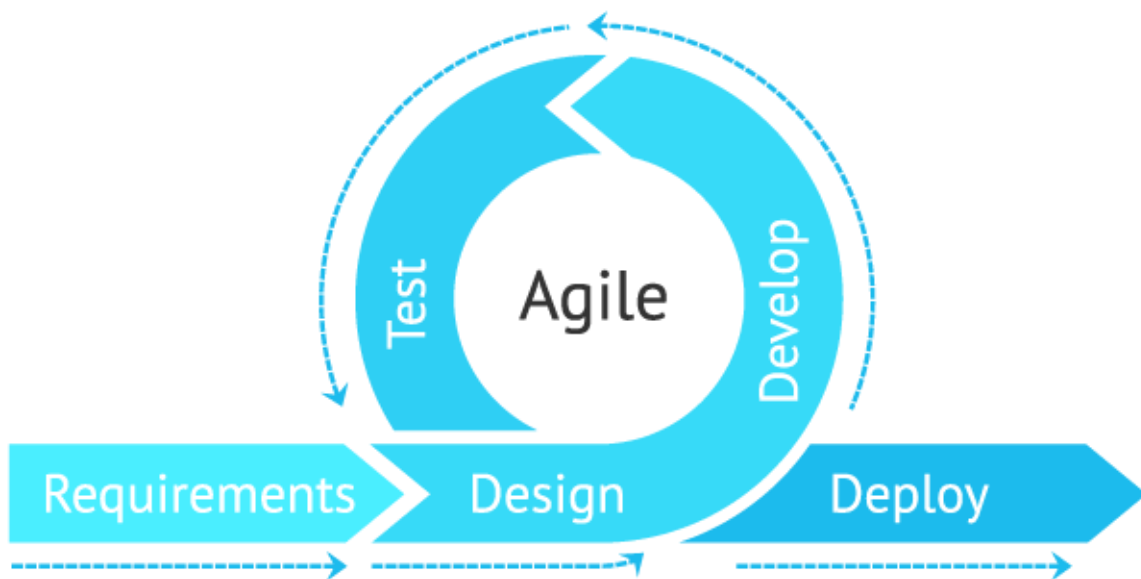 Agile
Test
Develop
Requirements
Design
Deploy